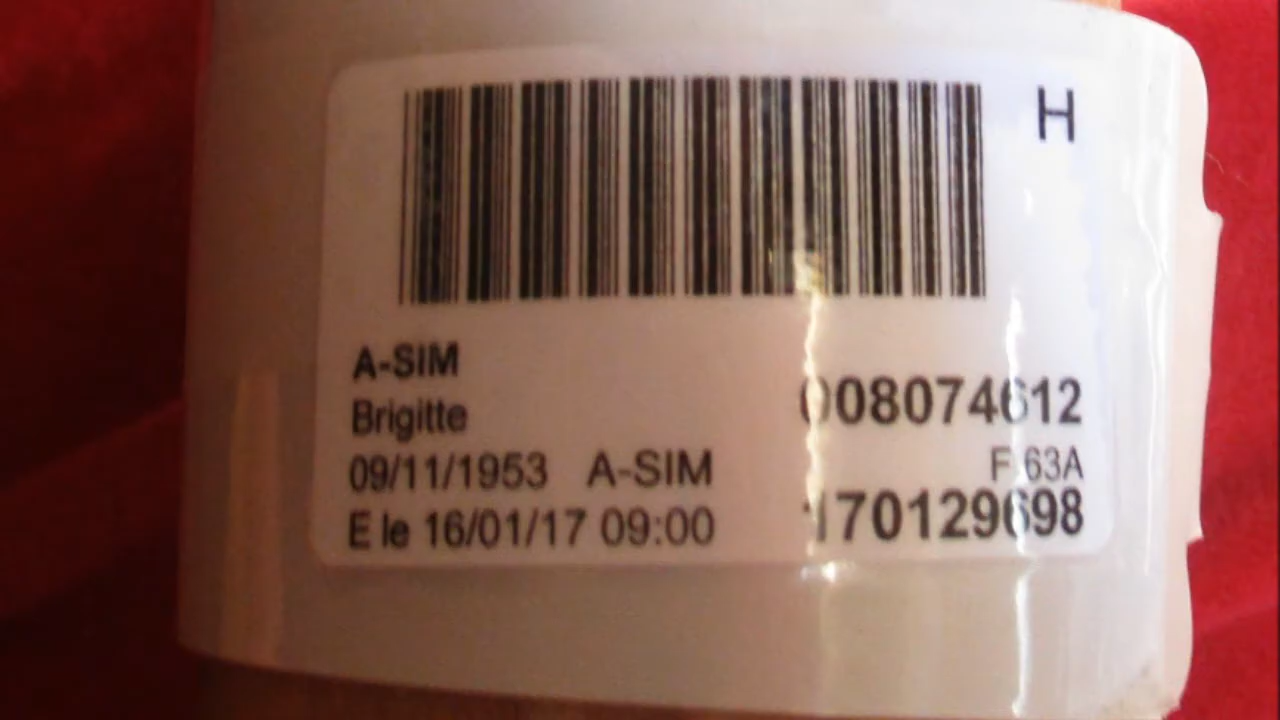 H
A-SIM
Brigitte 008074612
09/11/1953 A-SIM F 63A
E le 16/01/17 09:00 170129698